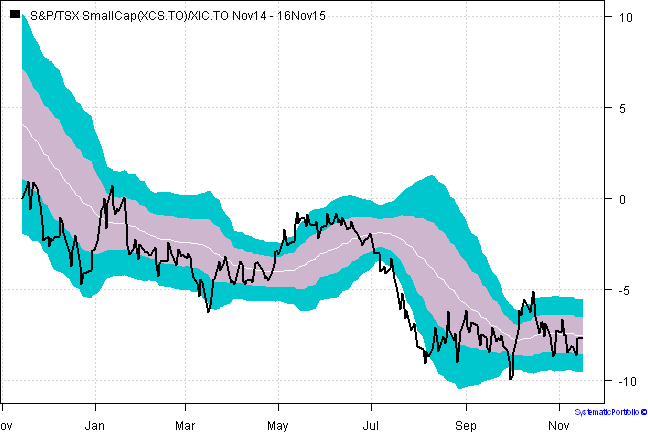 S&P/TSX SmallCap(XCS.TO)/XIC.TO Nov14 - 16Nov15
10
5
0
-5
-10
ov Jan Mar May Jul Sep Nov
SystematicPortfolio ©